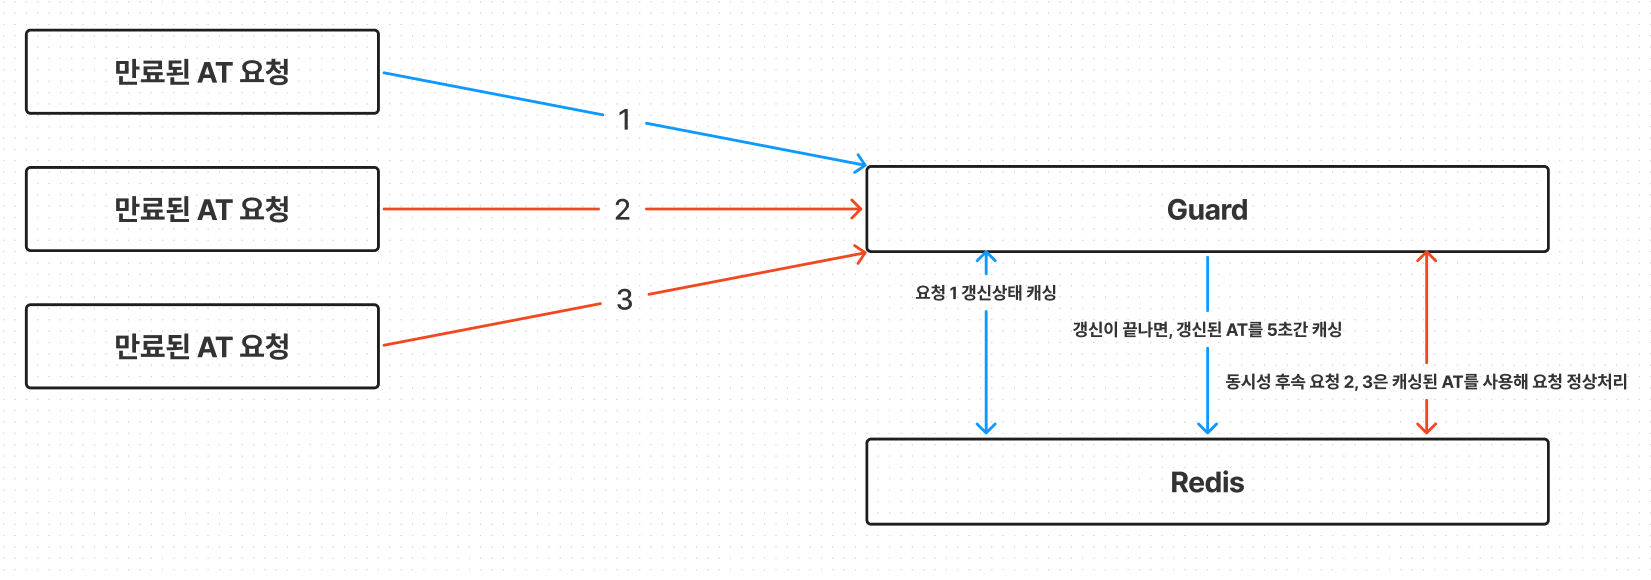 만료된 AT 요청
1
만료된 AT 요청
2
Guard
3
만료된 AT 요청
요청 1 갱신상태 캐싱
갱신이 끝나면, 갱신된 AT를 5초간 캐싱
동시성 후속 요청 2, 3은 캐싱된 AT를 사용해 요청 정상처리
Redis